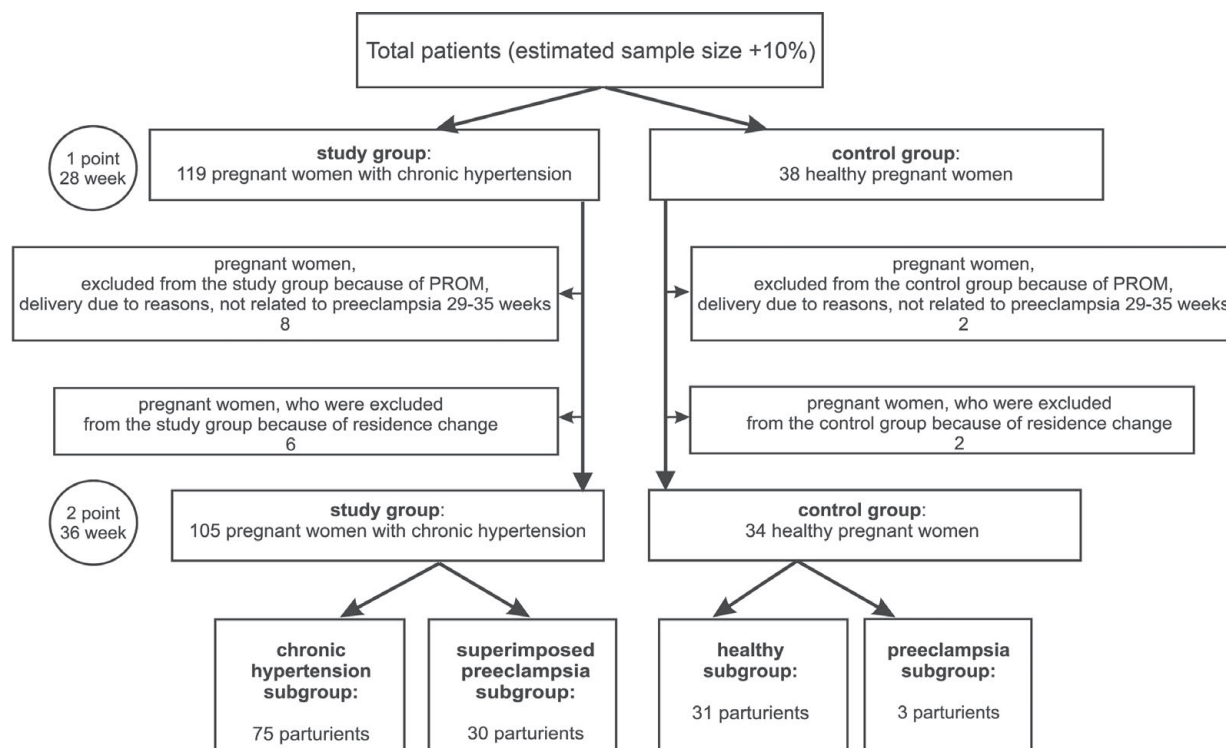 Total patients (estimated sample size +10%)
1 point
28 week
study group:
119 pregnant women with chronic hypertension
control group:
38 healthy pregnant women
pregnant women,
excluded from the study group because of PROM,
delivery due to reasons, not related to preeclampsia 29-35 weeks
8
pregnant women,
excluded from the control group because of PROM,
delivery due to reasons, not related to preeclampsia 29-35 weeks
2
pregnant women, who were excluded
from the study group because of residence change
6
pregnant women, who were excluded
from the control group because of residence change
2
2 point
36 week
study group:
105 pregnant women with chronic hypertension
control group:
34 healthy pregnant women
chronic
hypertension
subgroup:
75 parturients
superimposed
preeclampsia
subgroup:
30 parturients
healthy
subgroup:
31 parturients
preeclampsia
subgroup:
3 parturients